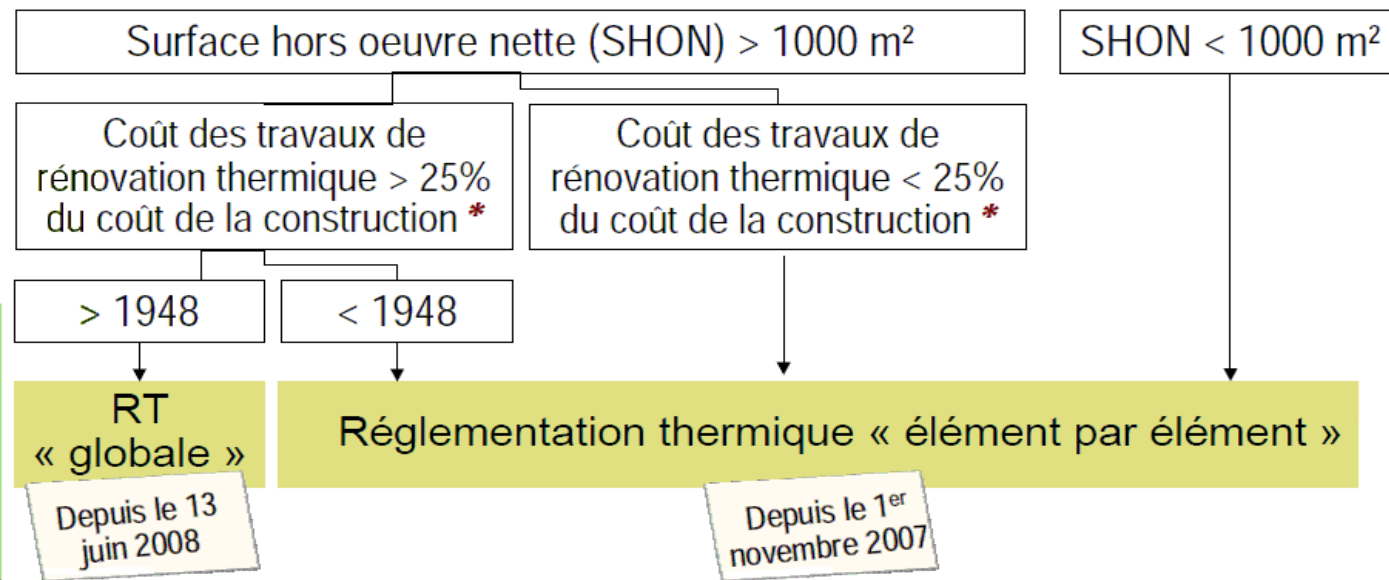 Surface hors oeuvre nette (SHON) > 1000 m²
SHON < 1000 m²
Coût des travaux de
rénovation thermique > 25%
du coût de la construction *
Coût des travaux de
rénovation thermique < 25%
du coût de la construction *
> 1948
< 1948
RT
« globale »
Réglementation thermique « élément par élément »
Depuis le 13
juin 2008
Depuis le 1er
novembre 2007